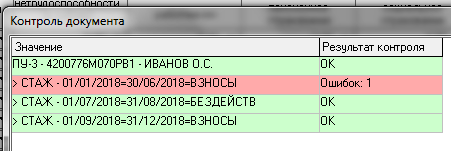 нетрудоспособности
Контроль документа
Значение Результат контроля
ПУ-3 - 4200776М070РВ1 - ИВАНОВ О.С. ОК
> СТАЖ - 01/01/2018=30/06/2018=ВЗНОСЫ Ошибок: 1
> СТАЖ - 01/07/2018=31/08/2018=БЕЗДЕЙСТВ ОК
> СТАЖ - 01/09/2018=31/12/2018=ВЗНОСЫ ОК